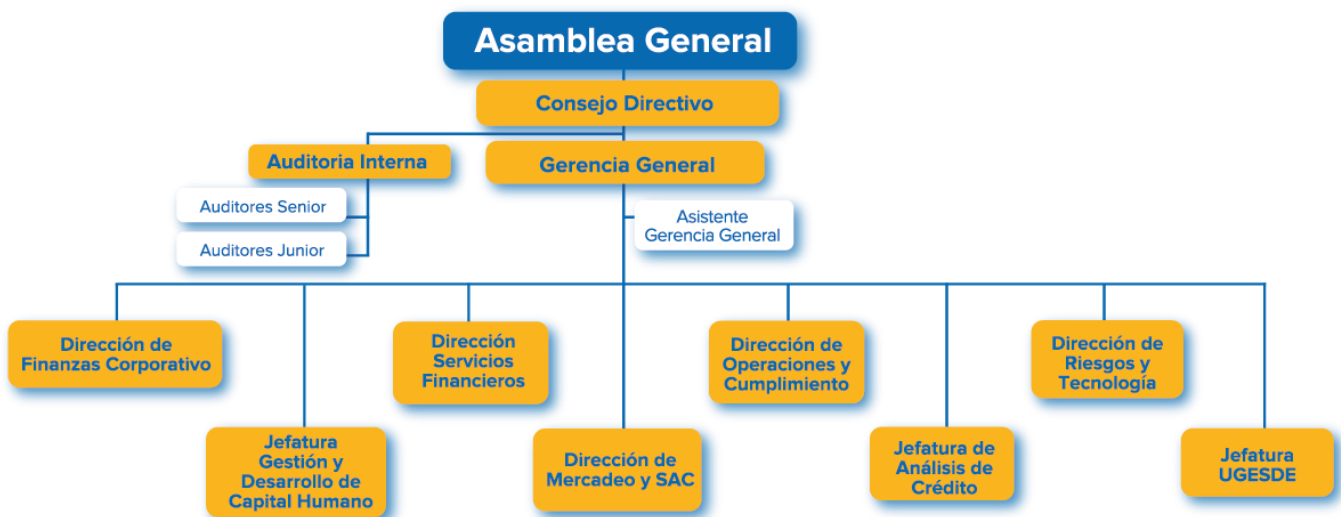 Asamblea General
Consejo Directivo
Auditoria Interna
Gerencia General
Auditores Senior
Auditores Junior
Asistente
Gerencia General
Dirección de
Finanzas Corporativo
Dirección
Servicios
Financieros
Dirección de
Operaciones y
Cumplimiento
Dirección de
Riesgos y
Tecnología
Jefatura
Gestión y
Desarrollo de
Capital Humano
Dirección de
Mercadeo y SAC
Jefatura de
Análisis de
Crédito
Jefatura
UGESDE